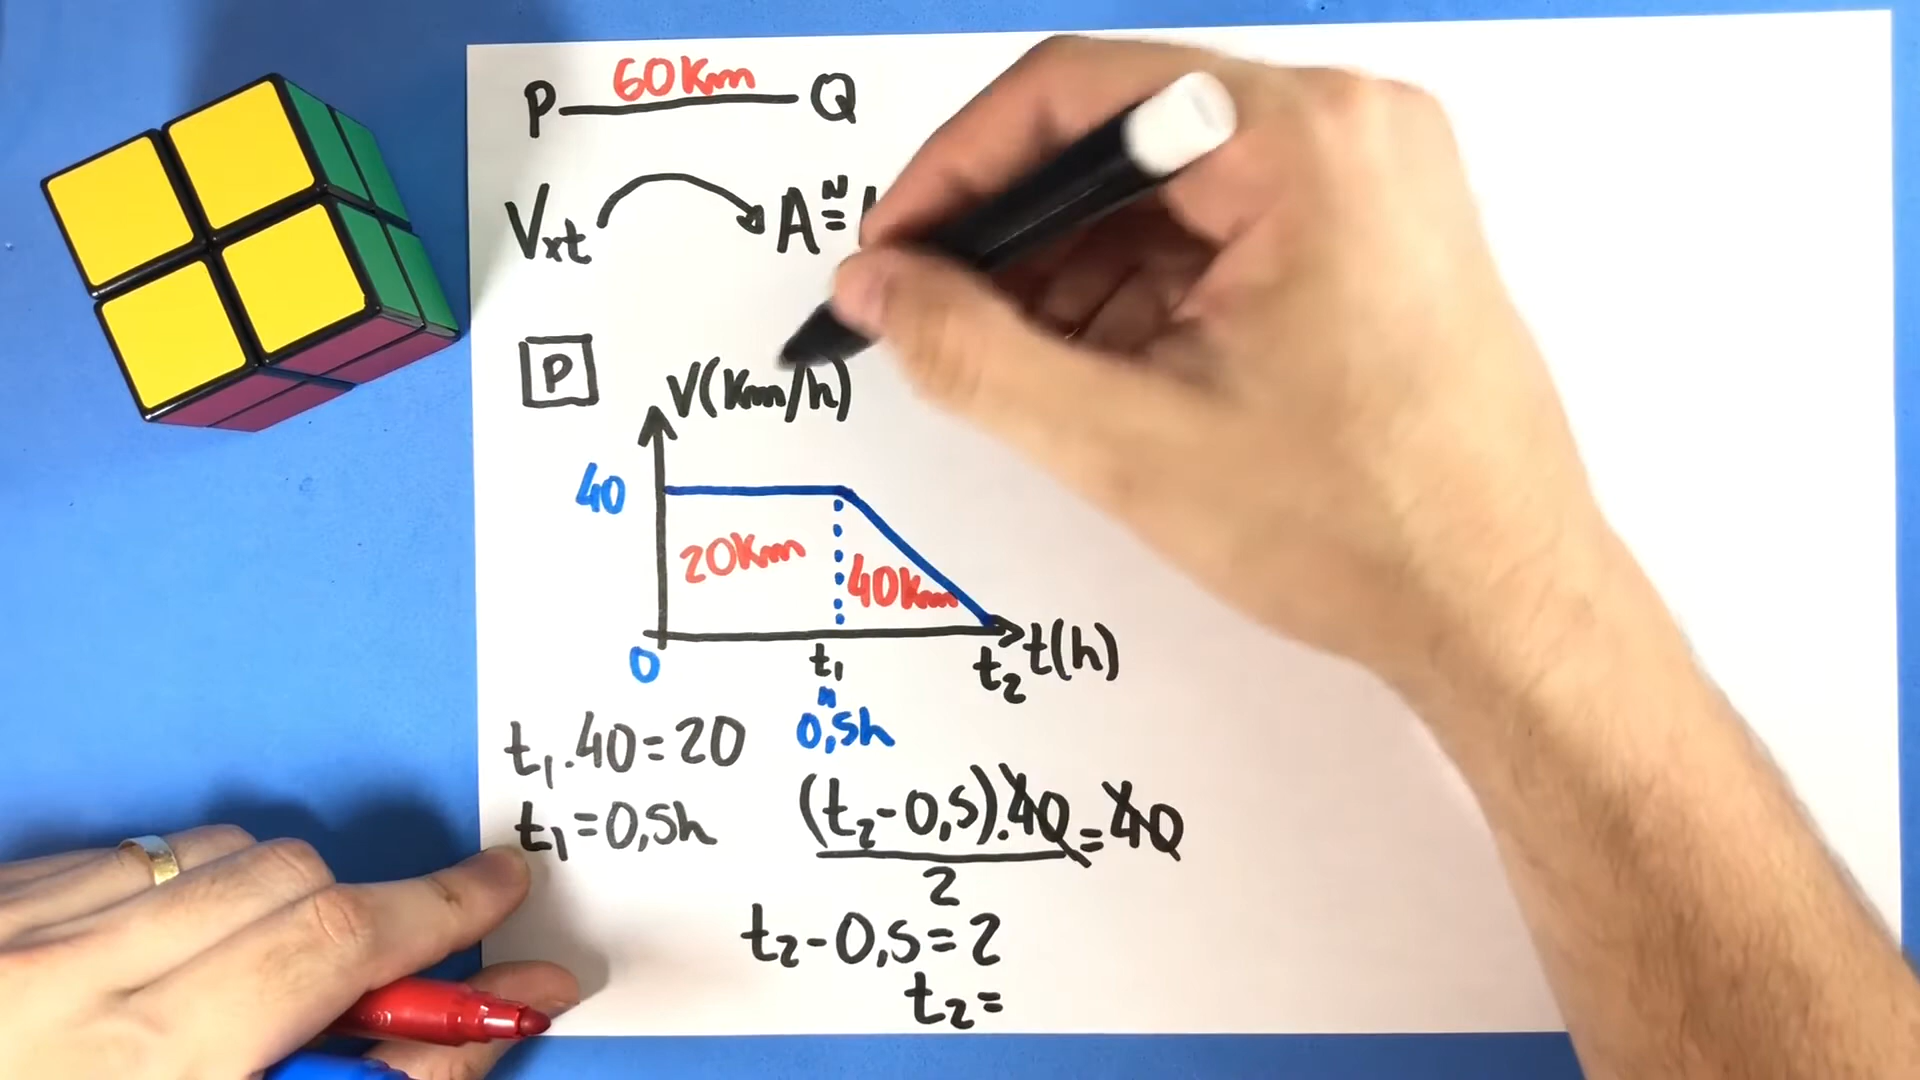 60Km
P Q
Vxt A N=
P
V(Km/h)
40
20Km
40Km
0 t₁ t₂ t(h)
"
0,5h
t₁.40=20
t₁=0,5h
(t₂-0,5).40=40
2
t₂-0,5=2
t₂=